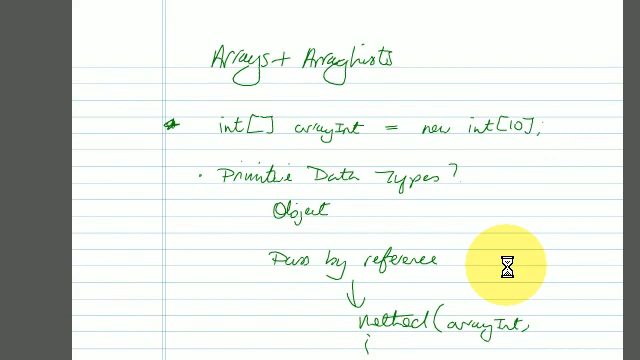 Arrays + Arraylists
* int[] arrayInt = new int[10];
. Primitive Data Types?
Object
Pass by reference
method(arrayInt,
i